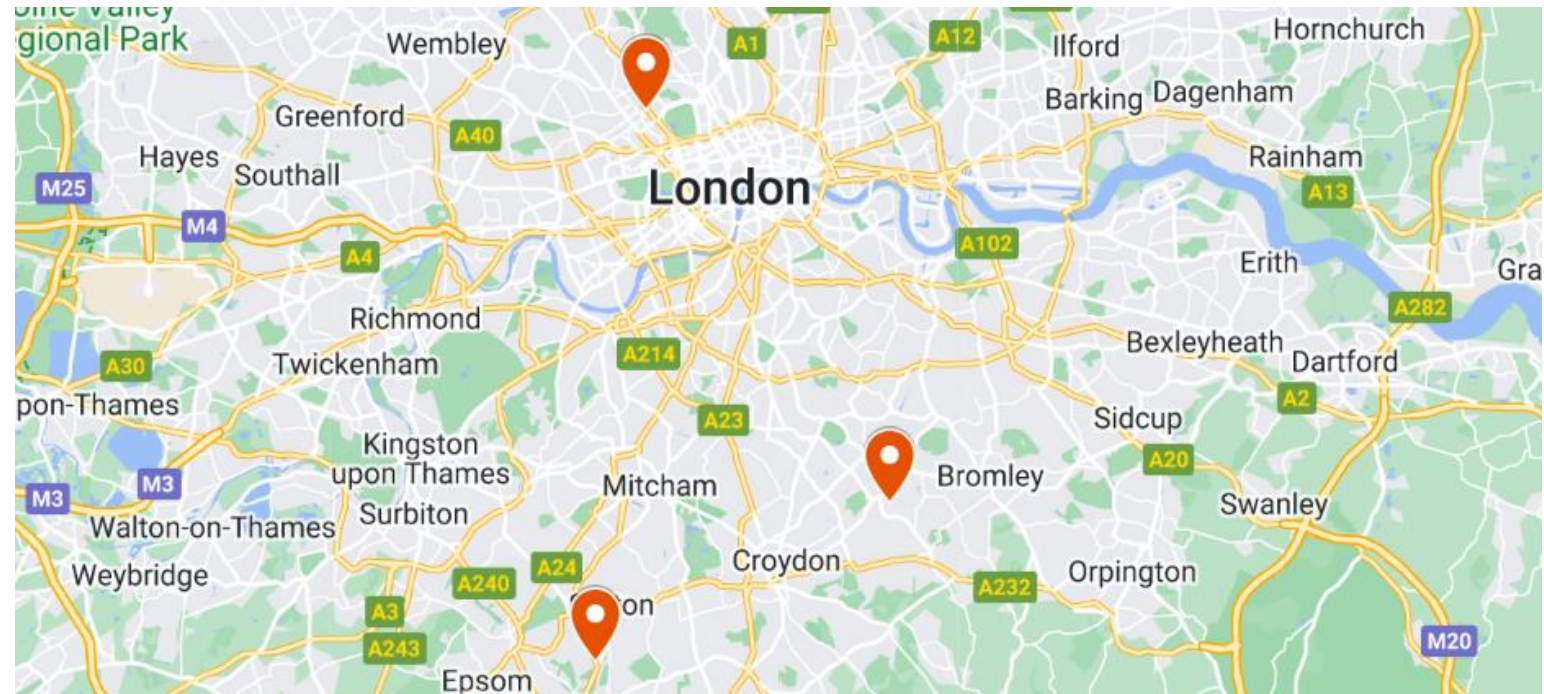 gional Park
Wembley
A1
A12
Ilford
Hornchurch
Greenford
A40
Barking
Dagenham
Hayes
Southall
London
Rainham
M25
A13
M4
A4
A102
Erith
Gra
Richmond
A282
A30
Twickenham
A214
Bexleyheath
Dartford
pon-Thames
A23
A2
Kingston
upon Thames
Sidcup
A20
M3
M3
Mitcham
Bromley
Surbiton
Swanley
Walton-on-Thames
Weybridge
A240
A24
Croydon
A232
Orpington
A3
A243
on
M20
Epsom